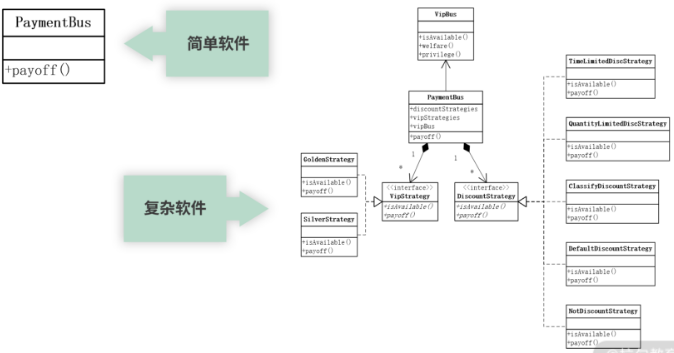 PaymentBus
+payoff()
简单软件
复杂软件
VipBus
+isAvailable()
+welfare()
+privilege()
PaymentBus
+discountStrategies
+vipStrategies
+vipBus
+payoff()
1
*
1
*
GoldenStrategy
+isAvailable()
+payoff()
SilverStrategy
+isAvailable()
+payoff()
<<interface>>
VipStrategy
+isAvailable()
+payoff()
<<interface>>
DiscountStrategy
+isAvailable()
+payoff()
TimeLimitedDiscStrategy
+isAvailable()
+payoff()
QuantityLimitedDiscStrategy
+isAvailable()
+payoff()
ClassifyDiscountStrategy
+isAvailable()
+payoff()
DefaultDiscountStrategy
+isAvailable()
+payoff()
NotDiscountStrategy
+isAvailable()
+payoff()